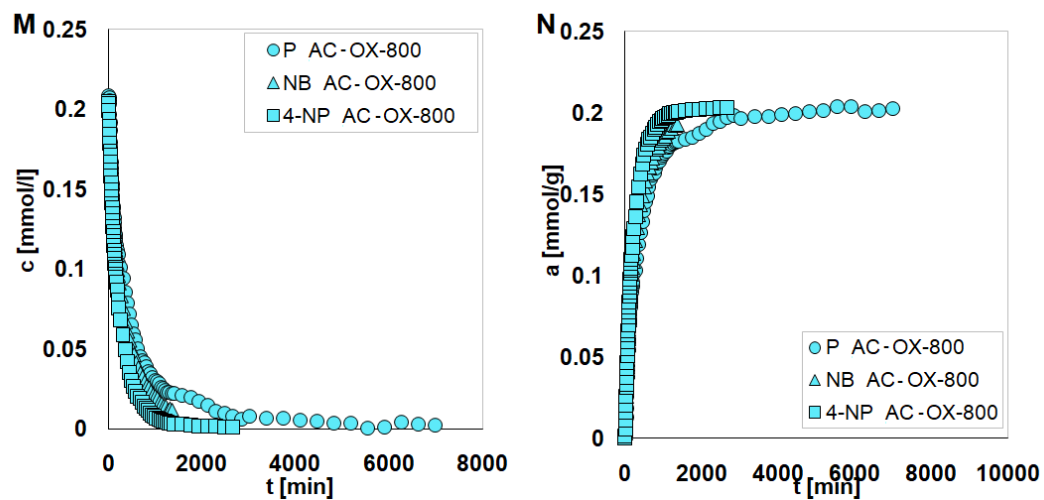 M
0.25
0.2
0.15
0.1
0.05
0
c [mmol/l]
P AC-OX-800
NB AC-OX-800
4-NP AC-OX-800
0 2000 4000 6000 8000
t [min]
N
0.25
0.2
0.15
0.1
0.05
0
a [mmol/g]
P AC-OX-800
NB AC-OX-800
4-NP AC-OX-800
0 2000 4000 6000 8000 10000
t [min]